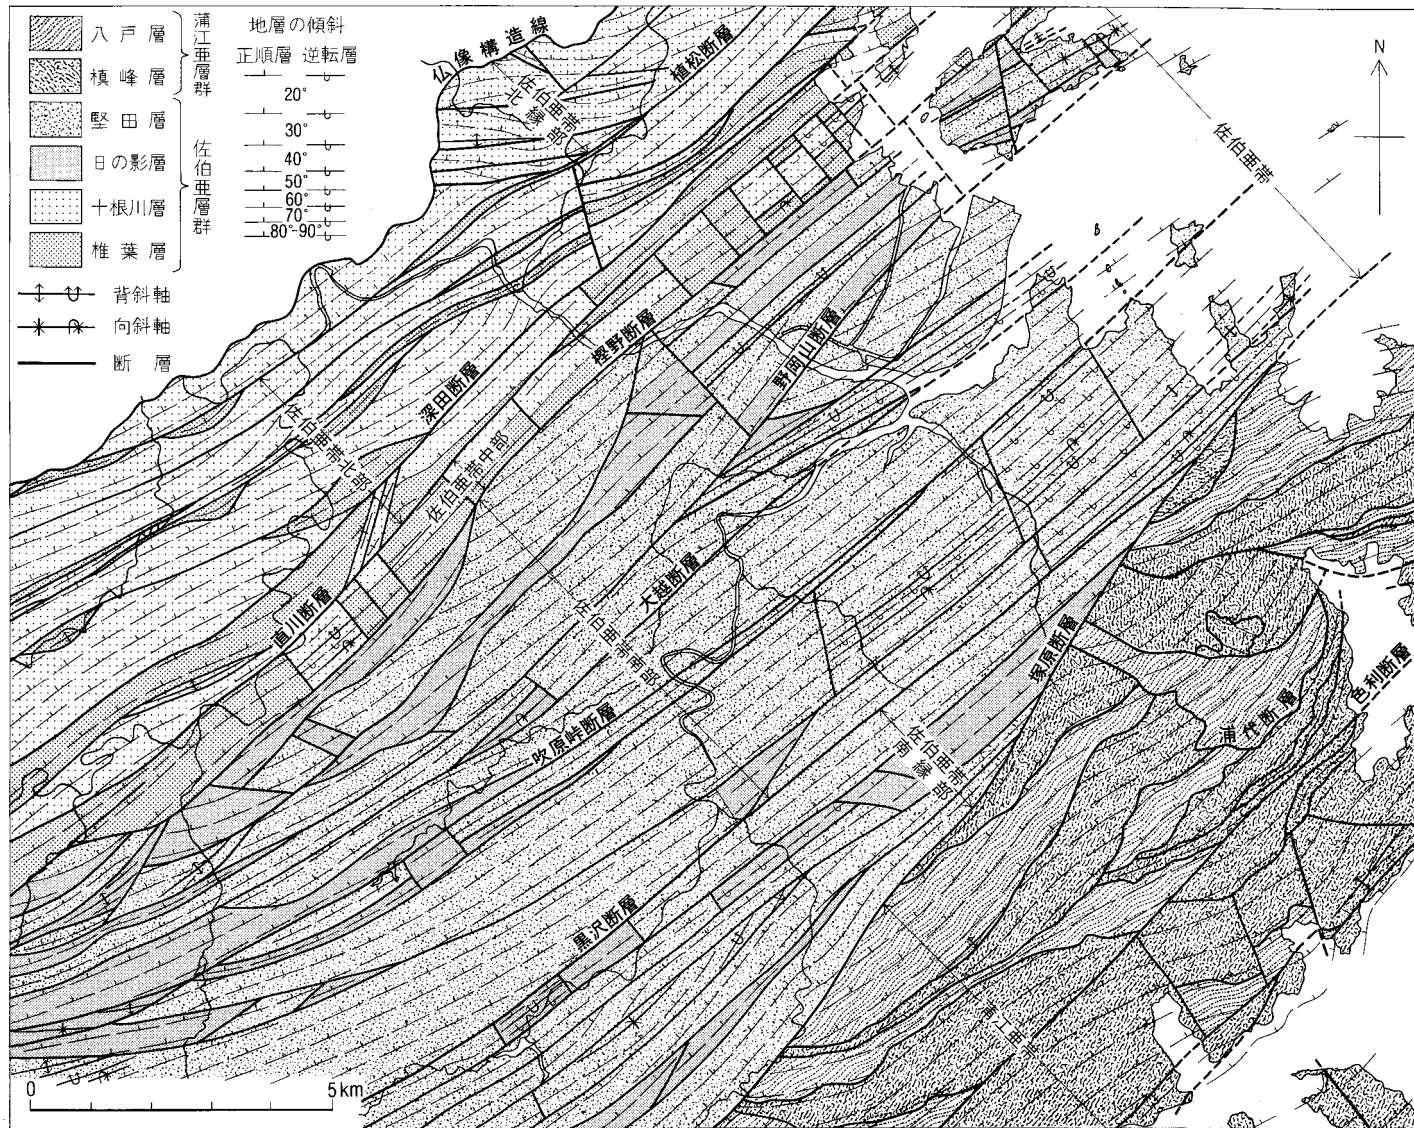 八戸層
槙峰層
蒲江亜層群
堅田層
日の影層
十根川層
椎葉層
佐伯亜層群
背斜軸
向斜軸
断層
地層の傾斜
正順層 逆転層
20°
30°
40°
50°
60°
70°
80°-90°
仏像構造線
佐伯亜帯北縁部
植松断層
N
佐伯亜帯
樫野断層
野岡山断層
深田断層
佐伯亜帯北部
佐伯亜帯中部
大越断層
直川断層
佐伯亜帯南部
塚原断層
色利断層
浦代断層
吹原峠断層
佐伯亜帯南縁部
黒沢断層
蒲江亜帯
0 5km